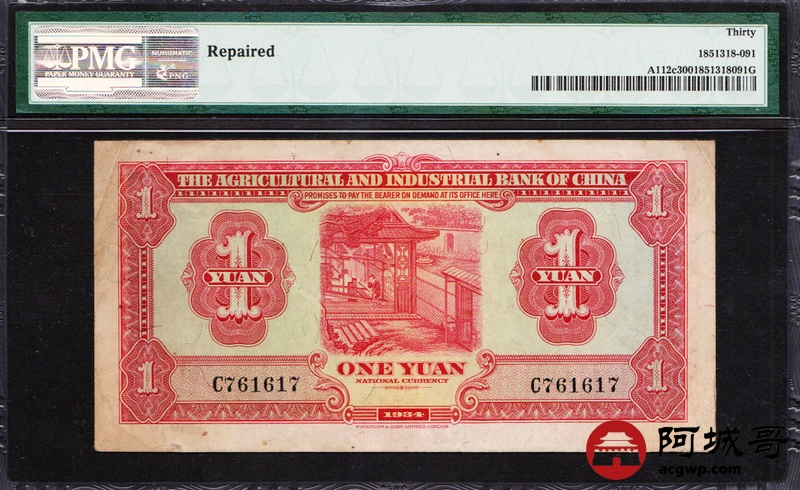 PMG
PAPER MONEY GUARANTY
NUMISMATIC
PNG
Repaired
Thirty
1851318-091
A112c3001851318091G
THE AGRICULTURAL AND INDUSTRIAL BANK OF CHINA
PROMISES TO PAY THE BEARER ON DEMAND AT ITS OFFICE HERE
1
1
1
YUAN
1
YUAN
1
1
ONE YUAN
NATIONAL CURRENCY
C761617
C761617
1934
WATERLOW & SONS LIMITED, LONDON
阿城哥
acgwp.com